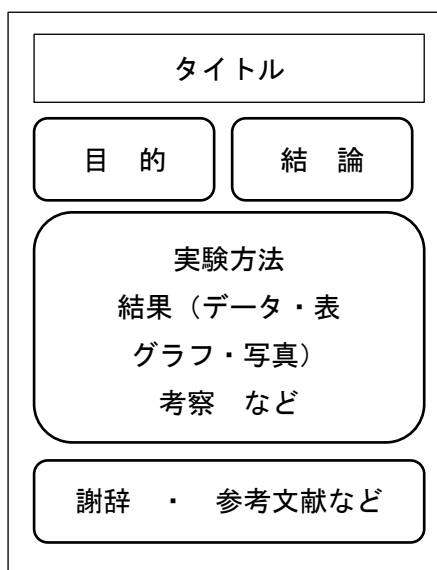 タイトル
目　的
結　論
実験方法
結果（データ・表
グラフ・写真）
考察　など
謝辞　・　参考文献など